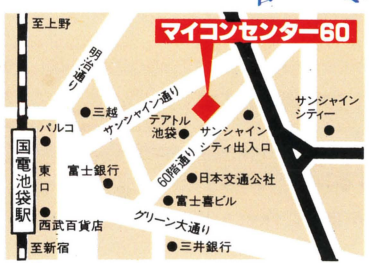 至上野
マイコンセンター60
明治通り
サンシャイン通り
三越
パルコ
テアトル
池袋
サンシャイン
シティ出入口
サンシャイン
シティー
国電池袋駅
東口
富士銀行
60階通り
日本交通公社
富士喜ビル
西武百貨店
グリーン大通り
三井銀行
至新宿